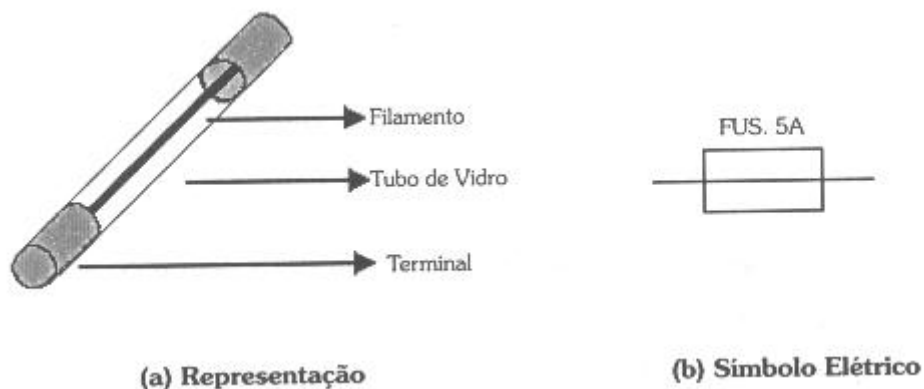 Filamento
Tubo de Vidro
Terminal
(a) Representação
FUS. 5A
(b) Símbolo Elétrico